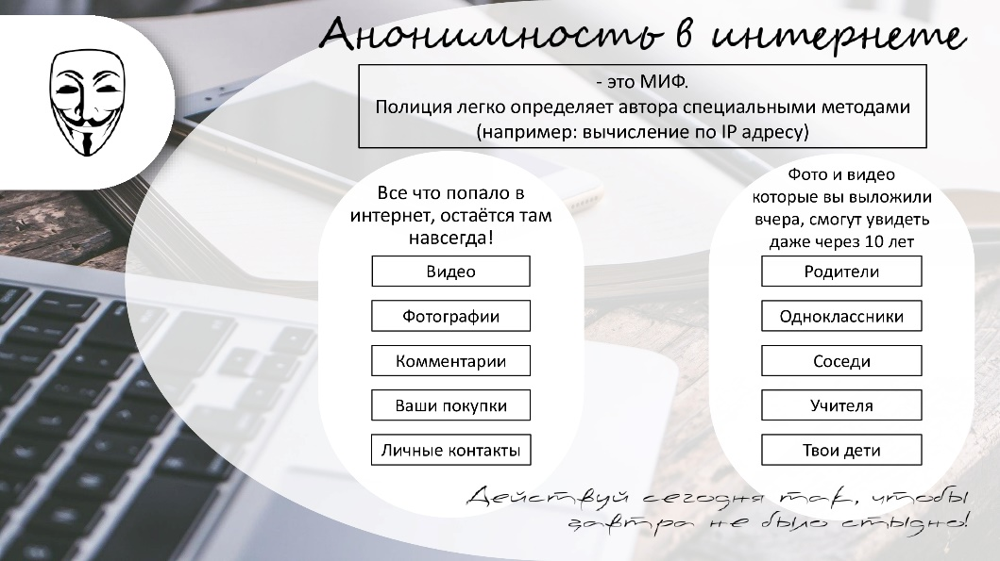 Анонимность в интернете
- это МИФ.
Полиция легко определяет автора специальными методами
(например: вычисление по IP адресу)
Все что попало в
интернет, остаётся там
навсегда!
Видео
Фотографии
Комментарии
Ваши покупки
Личные контакты
Фото и видео
которые вы выложили
вчера, смогут увидеть
даже через 10 лет
Родители
Одноклассники
Соседи
Учителя
Твои дети
Действуй сегодня так, чтобы
завтра не было стыдно!